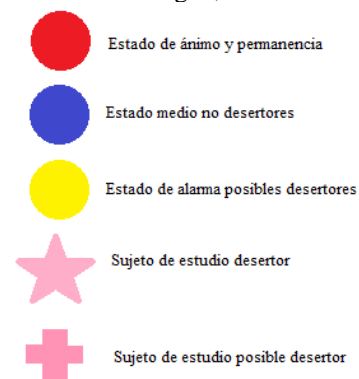 Estado de ánimo y permanencia
Estado medio no desertores
Estado de alarma posibles desertores
Sujeto de estudio desertor
Sujeto de estudio posible desertor